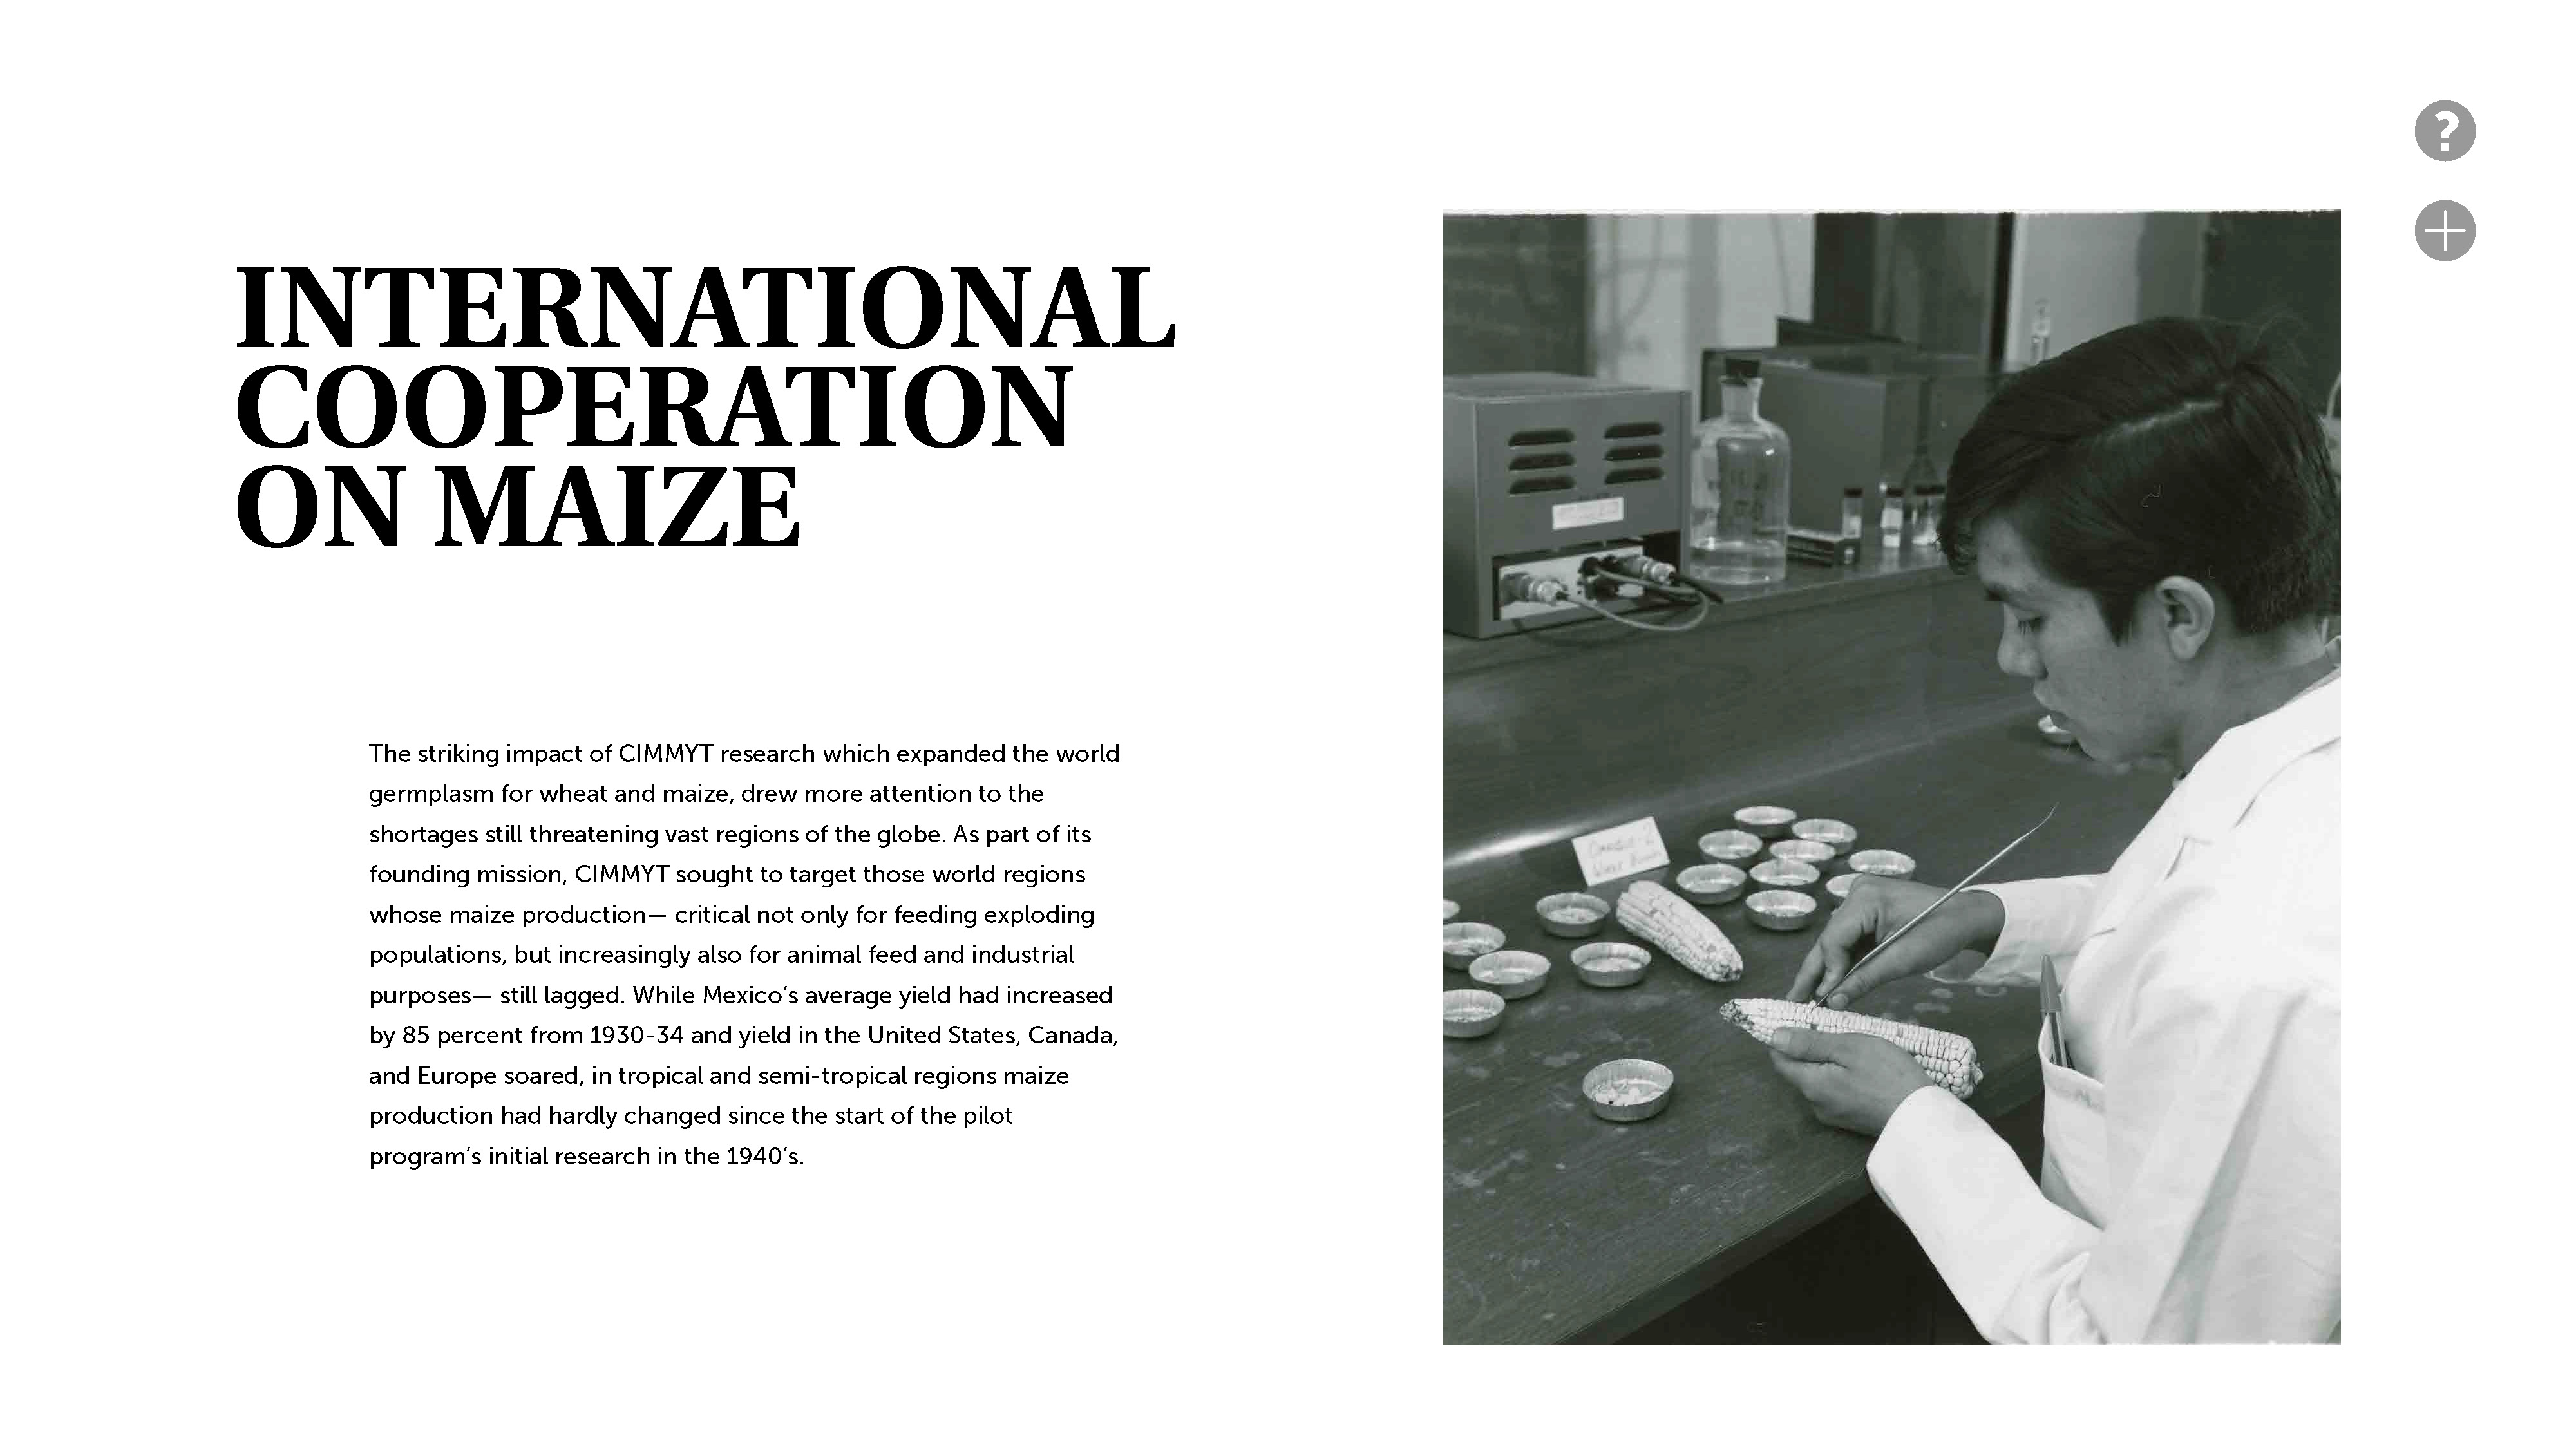 INTERNATIONAL
COOPERATION
ON MAIZE
The striking impact of CIMMYT research which expanded the world
germplasm for wheat and maize, drew more attention to the
shortages still threatening vast regions of the globe. As part of its
founding mission, CIMMYT sought to target those world regions
whose maize production— critical not only for feeding exploding
populations, but increasingly also for animal feed and industrial
purposes— still lagged. While Mexico’s average yield had increased
by 85 percent from 1930-34 and yield in the United States, Canada,
and Europe soared, in tropical and semi-tropical regions maize
production had hardly changed since the start of the pilot
program’s initial research in the 1940’s.
?